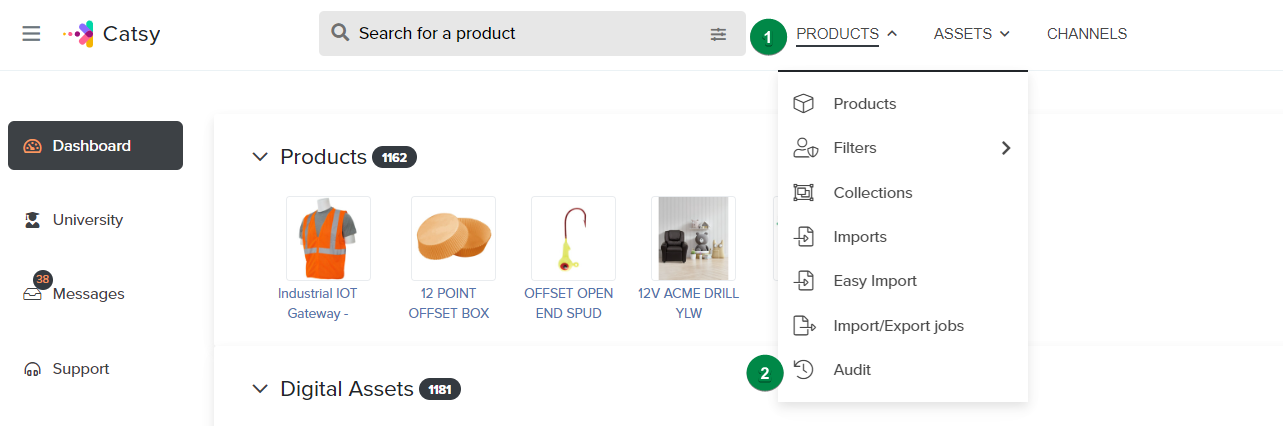 Catsy
Search for a product
1
PRODUCTS
ASSETS
CHANNELS
Dashboard
University
38
Messages
Support
Products 1162
Industrial IOT
Gateway -
12 POINT
OFFSET BOX
OFFSET OPEN
END SPUD
12V ACME DRILL
YLW
Digital Assets 1181
Products
Filters
Collections
Imports
Easy Import
Import/Export jobs
2
Audit